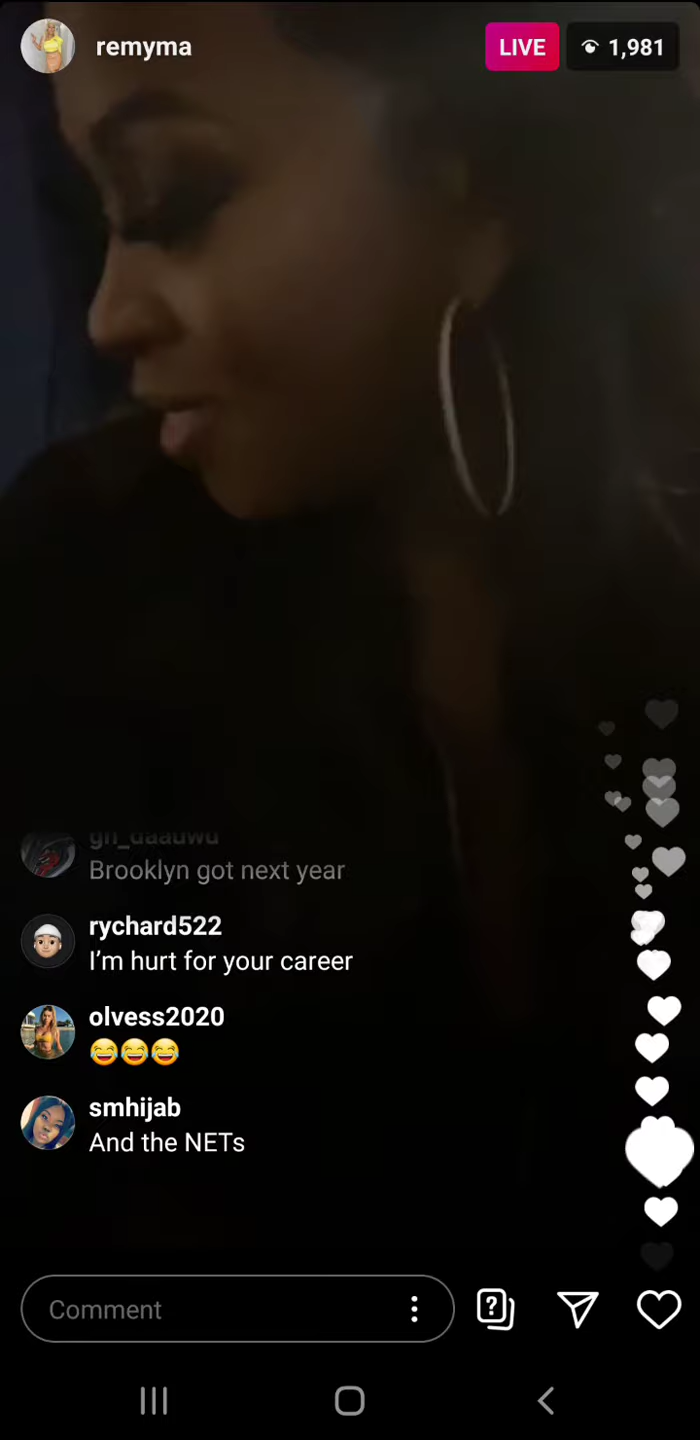 remyma
LIVE
1,981
Brooklyn got next year
rychard522
I’m hurt for your career
olvess2020
😂😂😂
smhijab
And the NETs
Comment